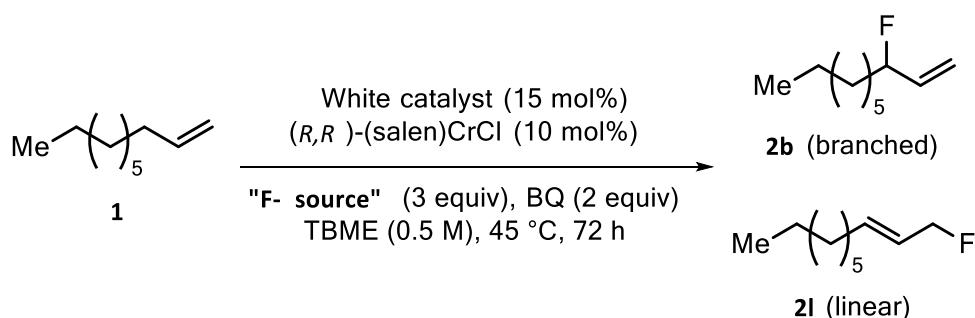 F
Me
5
2b (branched)
White catalyst (15 mol%)
(R,R )-(salen)CrCl (10 mol%)
Me
5
1
"F- source" (3 equiv), BQ (2 equiv)
TBME (0.5 M), 45 °C, 72 h
Me
5
F
2l (linear)